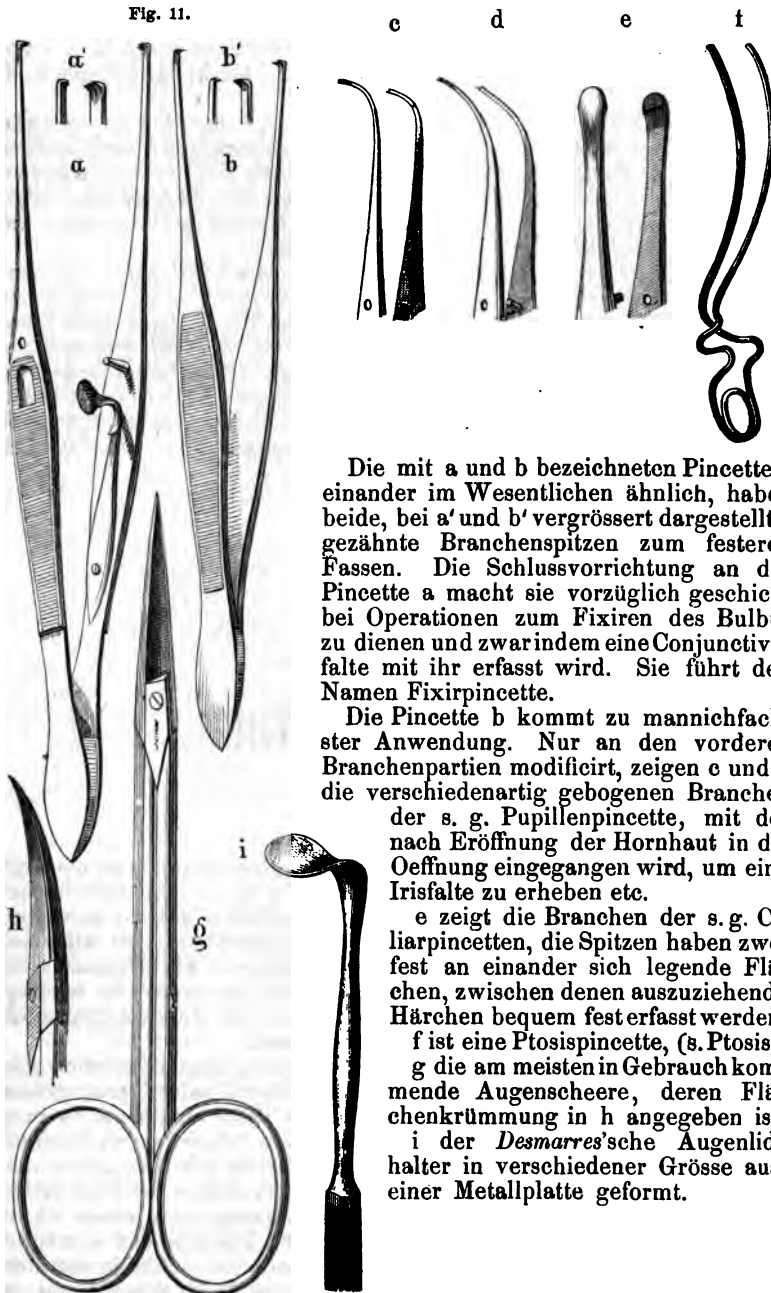 Fig. 11.
c d e f
a' b'
a b
Die mit a und b bezeichneten Pincette
einander im Wesentlichen ähnlich, habe
beide, bei a' und b' vergrössert dargestellt
gezähnte Branchenspitzen zum festere
Fassen. Die Schlussvorrichtung an d
Pincette a macht sie vorzüglich geschic
bei Operationen zum Fixiren des Bulb
zu dienen und zwar indem eine Conjunctiv
falte mit ihr erfasst wird. Sie führt de
Namen Fixirpincette.
Die Pincette b kommt zu mannichfac
ster Anwendung. Nur an den vordere
Branchenpartien modificirt, zeigen c und
die verschiedenartig gebogenen Branche
der s. g. Pupillenpincette, mit de
nach Eröffnung der Hornhaut in d
Oeffnung eingegangen wird, um ein
Irisfalte zu erheben etc.
e zeigt die Branchen der s. g. C
liarpincetten, die Spitzen haben zwe
fest an einander sich legende Flä
chen, zwischen denen auszuziehend
Härchen bequem fest erfasst werde
f ist eine Ptosispincette, (s. Ptosis
g die am meisten in Gebrauch kom
mende Augenscheere, deren Flä
chenkrümmung in h angegeben is
i der Desmarres'sche Augenlid
halter in verschiedener Grösse au
einer Metallplatte geformt.
h g i